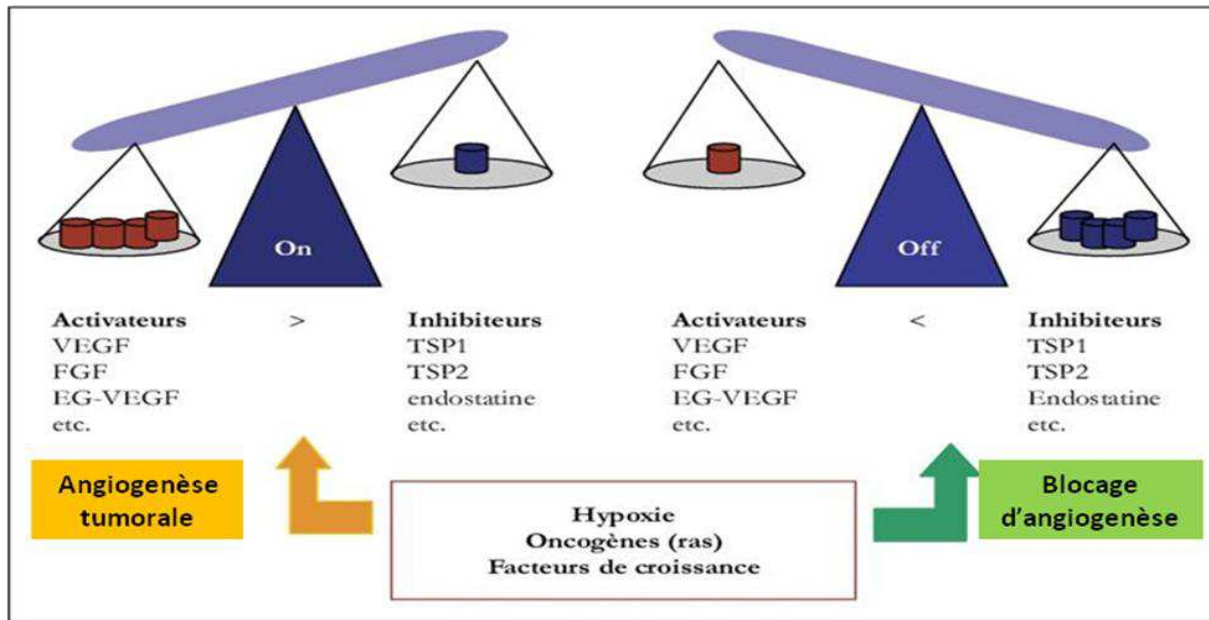 On
Off
Activateurs > Inhibiteurs
VEGF TSP1
FGF TSP2
EG-VEGF endostatine
etc. etc.
Activateurs < Inhibiteurs
VEGF TSP1
FGF TSP2
EG-VEGF Endostatine
etc. etc.
Angiogenèse
tumorale
Hypoxie
Oncogènes (ras)
Facteurs de croissance
Blocage
d'angiogenèse